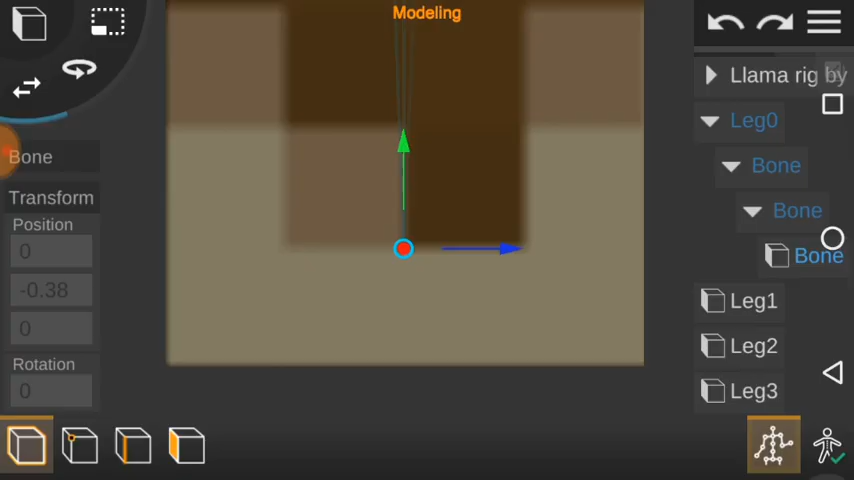 Modeling
Bone
Transform
Position
0
-0.38
0
Rotation
0
Llama rig by
Leg0
Bone
Bone
Bone
Leg1
Leg2
Leg3